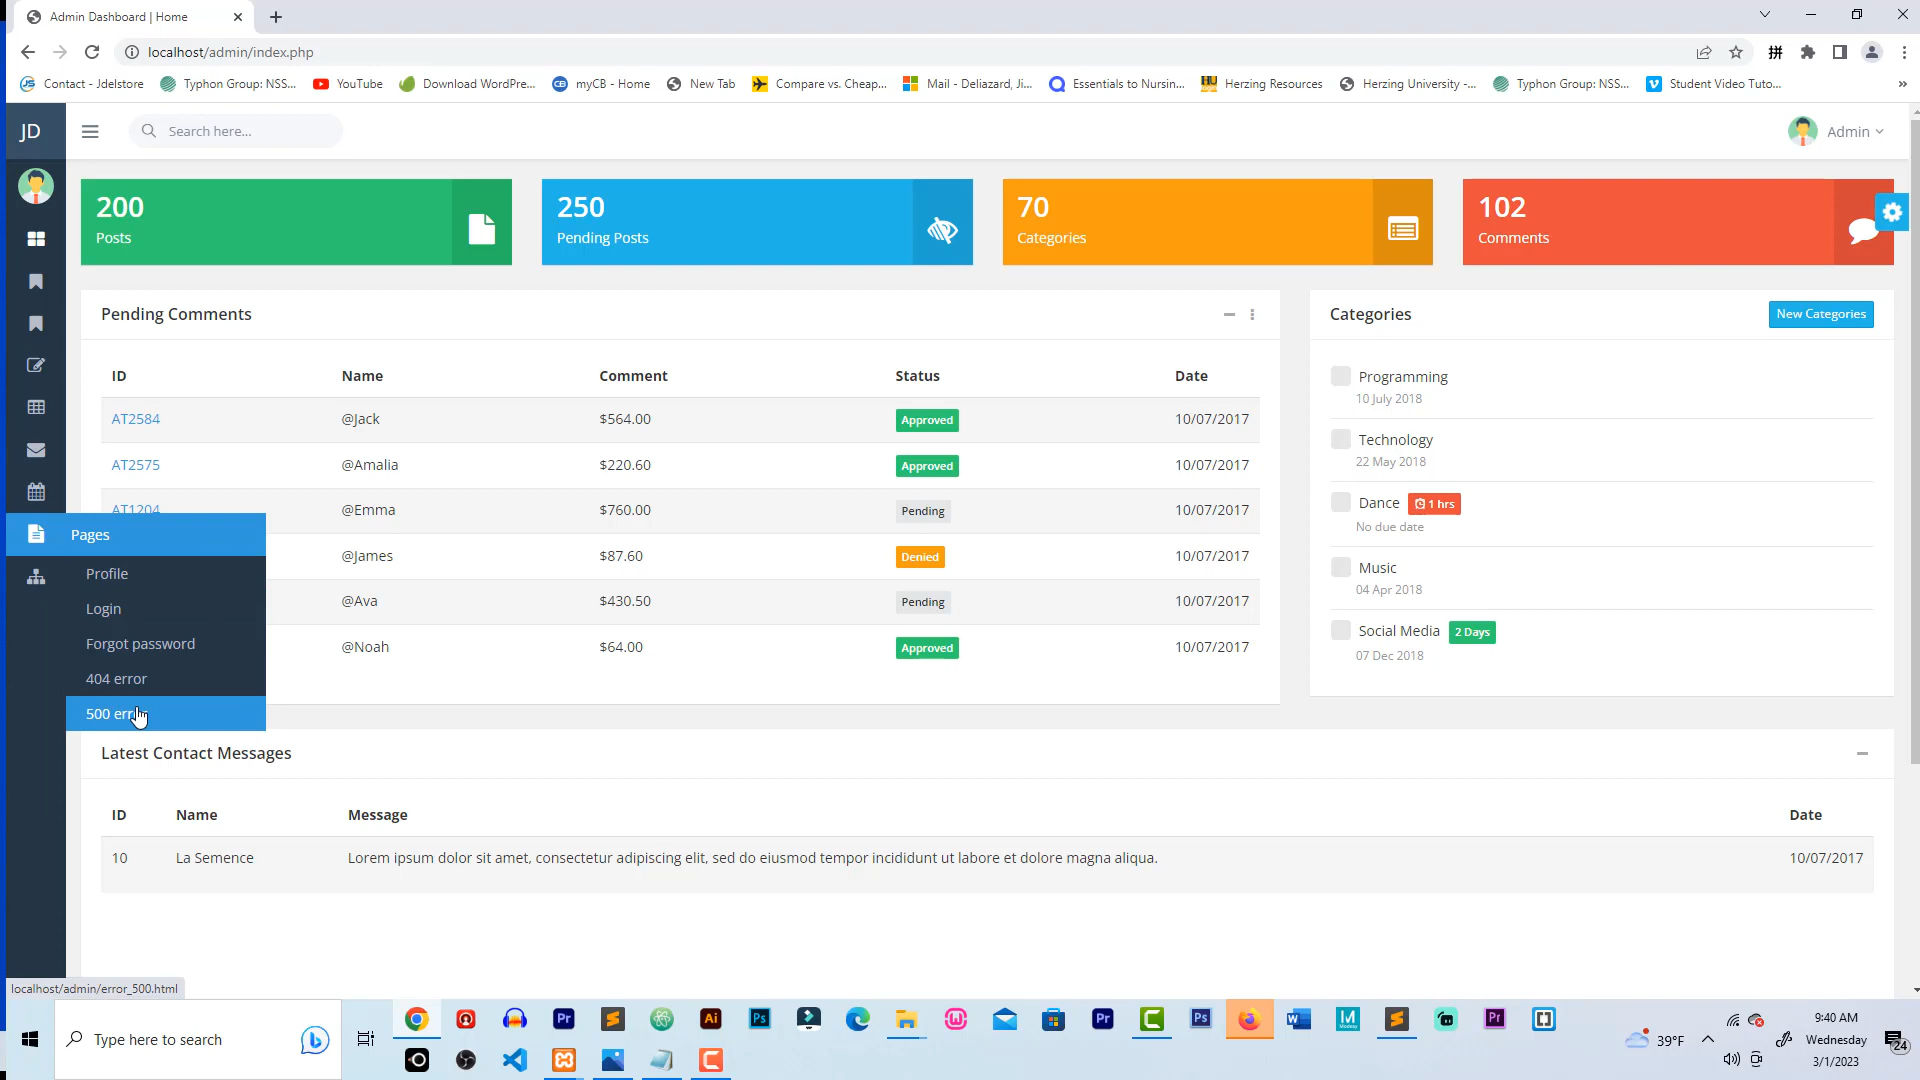 Admin Dashboard | Home
localhost/admin/index.php
Contact - Jdelstore
Typhon Group: NSS...
YouTube
Download WordPre...
myCB - Home
New Tab
Compare vs. Cheap...
Mail - Deliazard, Ji...
Essentials to Nursin...
Herzing Resources
Herzing University -...
Typhon Group: NSS...
Student Video Tuto...
JD
Search here...
Admin
200
Posts
250
Pending Posts
70
Categories
102
Comments
Pending Comments
ID Name Comment Status Date
AT2584 @Jack $564.00 Approved 10/07/2017
AT2575 @Amalia $220.60 Approved 10/07/2017
AT1204 @Emma $760.00 Pending 10/07/2017
@James $87.60 Denied 10/07/2017
@Ava $430.50 Pending 10/07/2017
@Noah $64.00 Approved 10/07/2017
Categories
New Categories
Programming
10 July 2018
Technology
22 May 2018
Dance 1 hrs
No due date
Music
04 Apr 2018
Social Media 2 Days
07 Dec 2018
Pages
Profile
Login
Forgot password
404 error
500
Latest Contact Messages
ID Name Message Date
10 La Semence Lorem ipsum dolor sit amet, consectetur adipiscing elit, sed do eiusmod tempor incididunt ut labore et dolore magna aliqua. 10/07/2017
localhost/admin/error_500.html
Type here to search
39°F
9:40 AM
Wednesday
3/1/2023
24